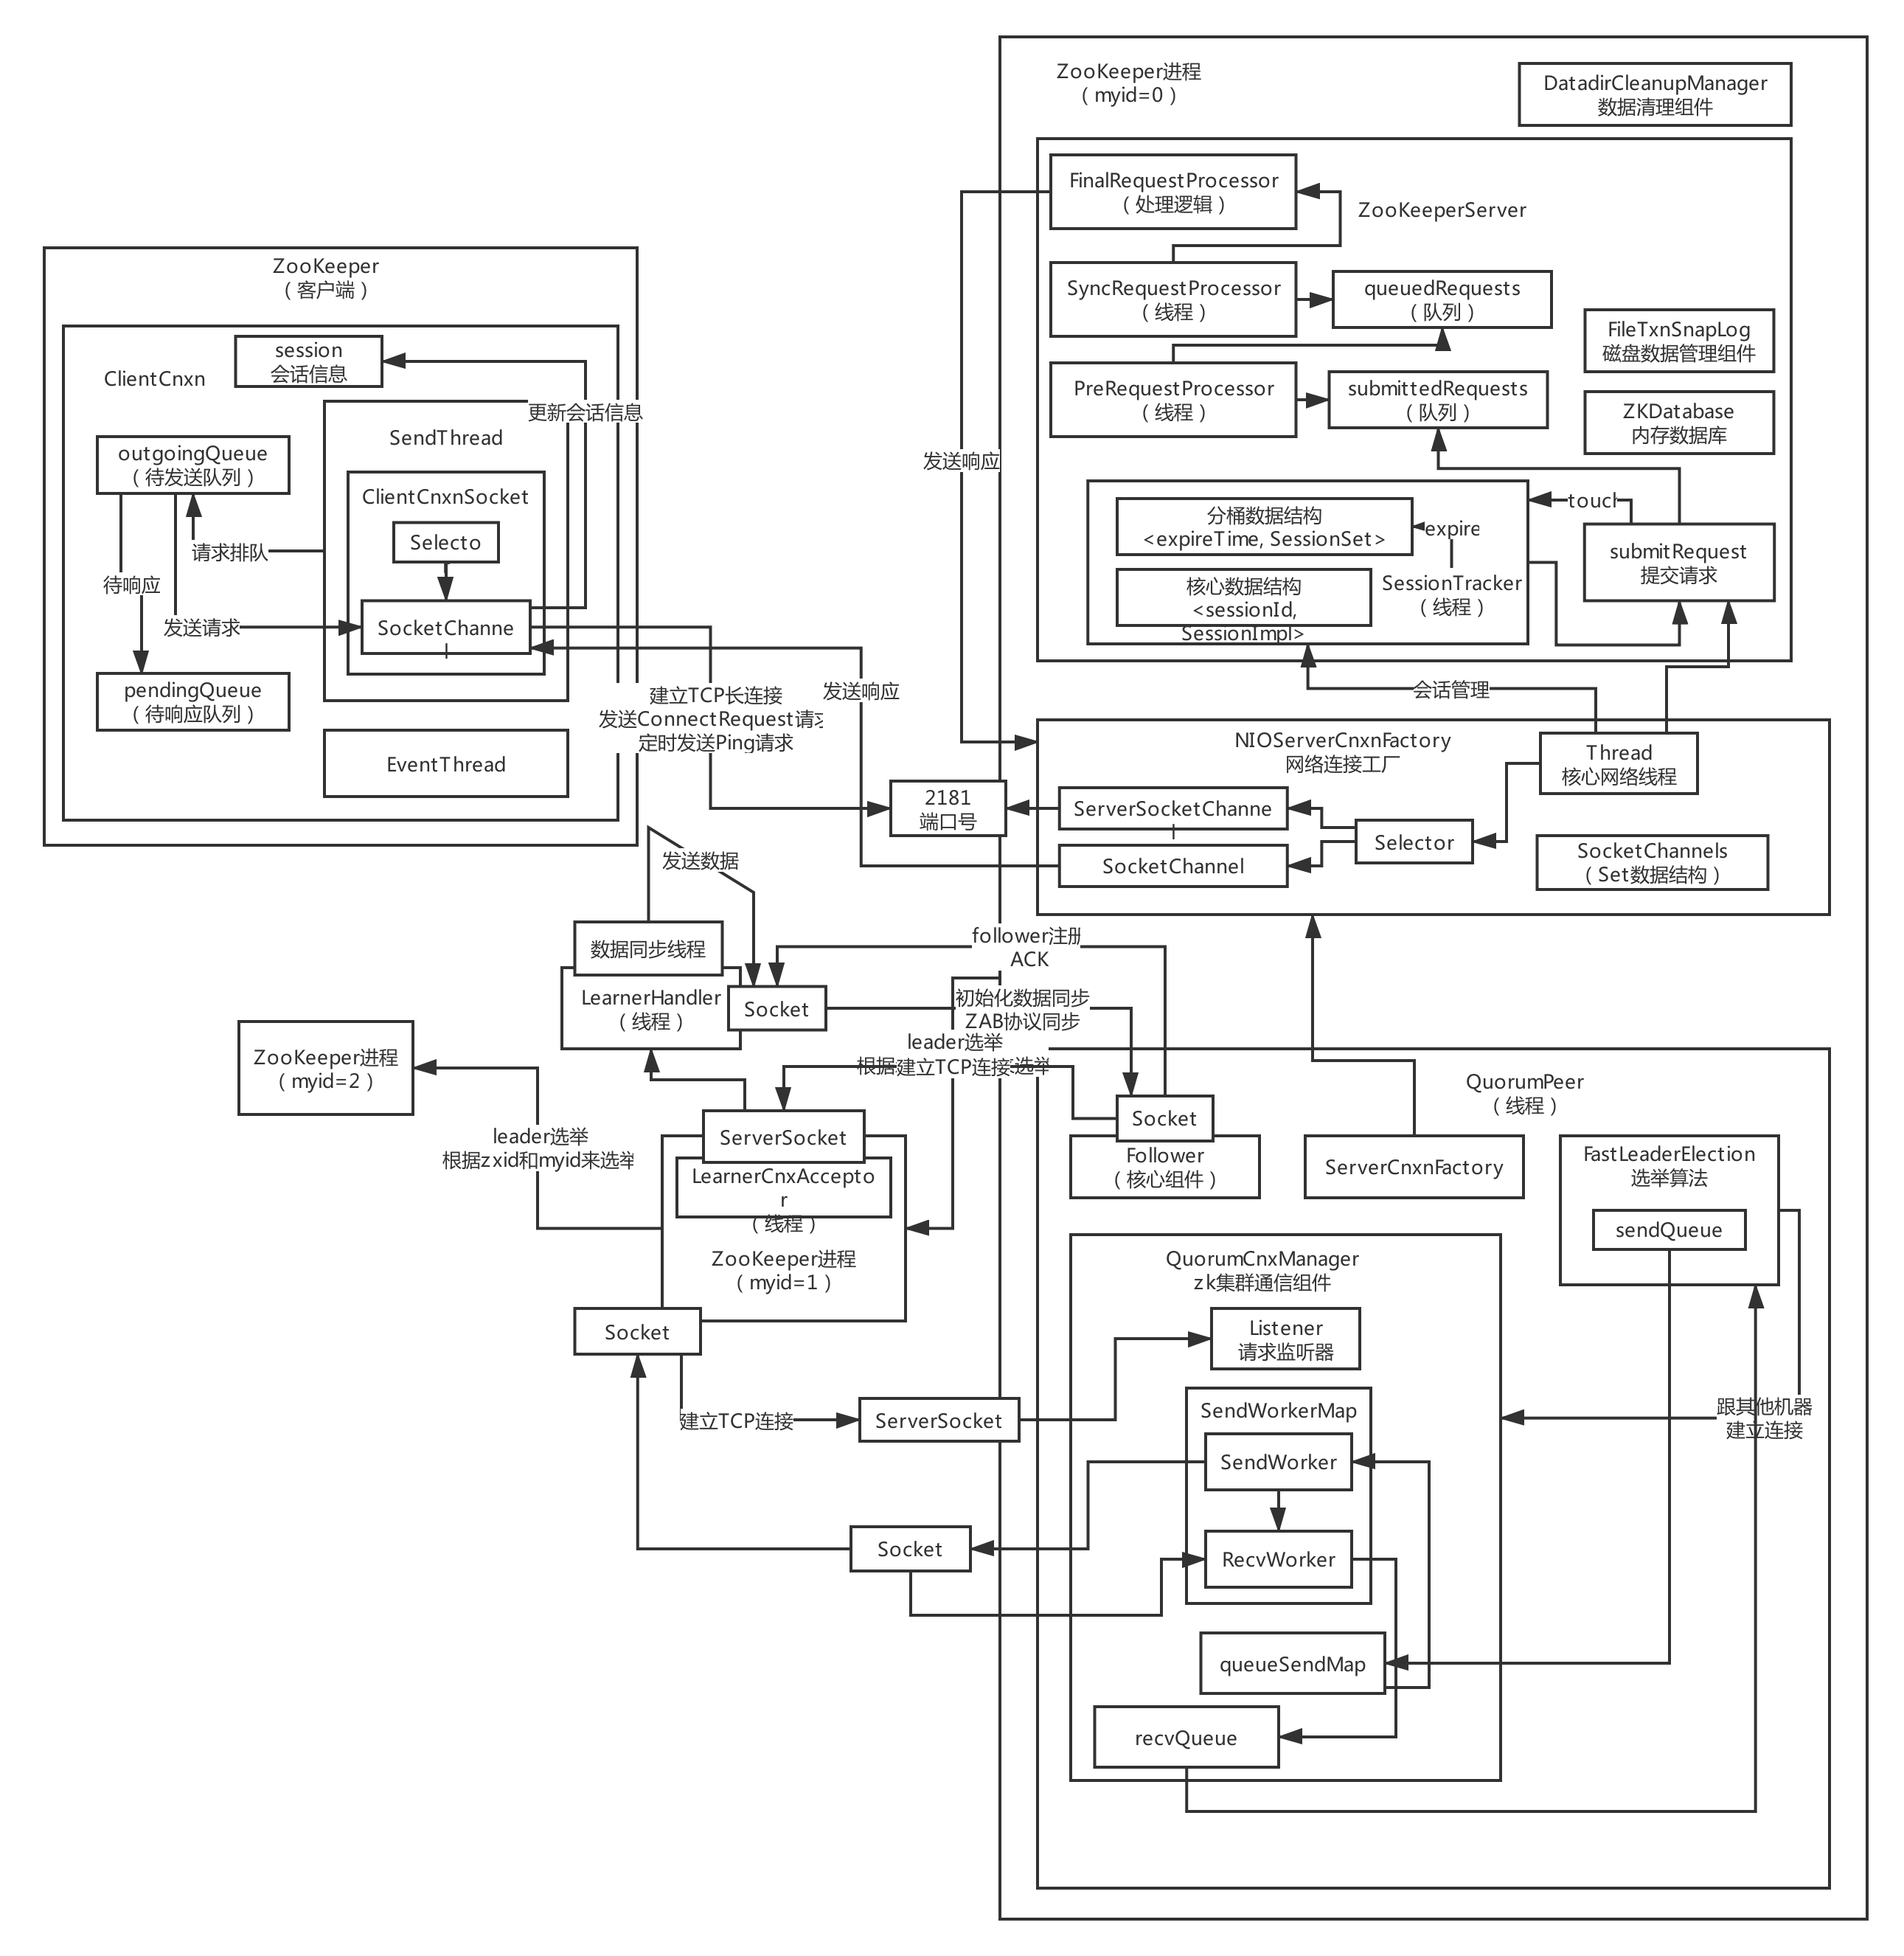 ZooKeeper进程
（myid=0）
DatadirCleanupManager
数据清理组件
FinalRequestProcessor
（处理逻辑）
ZooKeeperServer
SyncRequestProcessor
（线程）
queuedRequests
（队列）
FileTxnSnapLog
磁盘数据管理组件
PreRequestProcessor
（线程）
submittedRequests
（队列）
ZKDatabase
内存数据库
发送响应
touch
分桶数据结构
<expireTime, SessionSet>
expire
submitRequest
提交请求
核心数据结构
<sessionId,
SessionImpl>
SessionTracker
（线程）
会话管理
ZooKeeper
（客户端）
session
会话信息
ClientCnxn
更新会话信息
SendThread
outgoingQueue
（待发送队列）
ClientCnxnSocket
Selecto
请求排队
待响应
发送请求
SocketChanne
l
pendingQueue
（待响应队列）
EventThread
建立TCP长连接
发送ConnectRequest请求
定时发送Ping请求
发送响应
NIOServerCnxnFactory
网络连接工厂
Thread
核心网络线程
2181
端口号
ServerSocketChanne
l
Selector
SocketChannel
SocketChannels
（Set数据结构）
发送数据
数据同步线程
LearnerHandler
（线程）
Socket
follower注册
ACK
初始化数据同步
ZAB协议同步
leader选举
根据建立TCP连接选举
ZooKeeper进程
（myid=2）
leader选举
根据zxid和myid来选举
ServerSocket
LearnerCnxAccepto
r
（线程）
ZooKeeper进程
（myid=1）
Socket
建立TCP连接
ServerSocket
Socket
QuorumPeer
（线程）
Socket
Follower
（核心组件）
ServerCnxnFactory
FastLeaderElection
选举算法
sendQueue
QuorumCnxManager
zk集群通信组件
Listener
请求监听器
SendWorkerMap
SendWorker
RecvWorker
跟其他机器
建立连接
queueSendMap
recvQueue